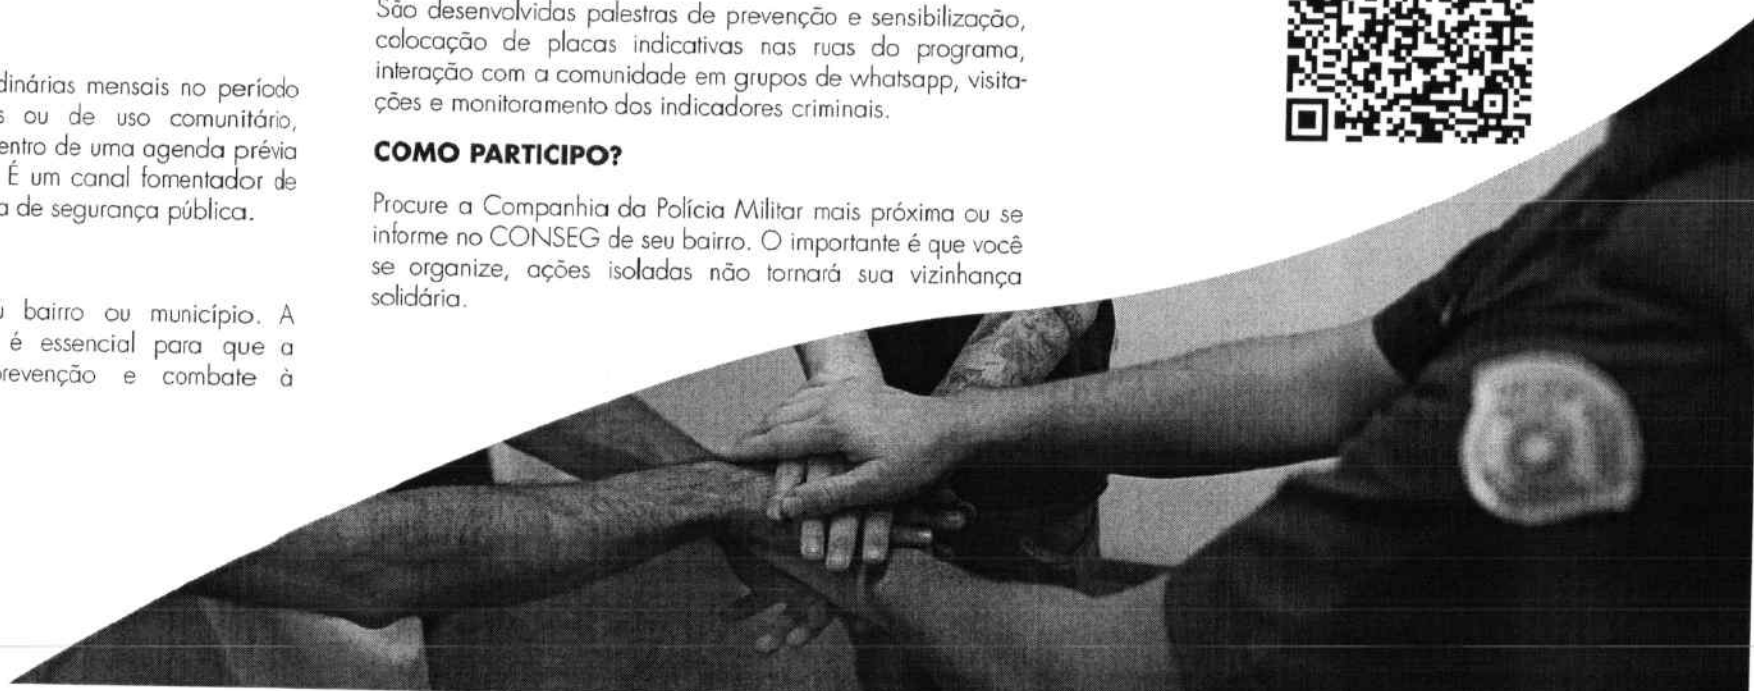 dinárias mensais no período
s ou de uso comunitário,
entro de uma agenda prévia
É um canal fomentador de
a de segurança pública.
bairro ou município. A
é essencial para que a
revenção e combate à
São desenvolvidas palestras de prevenção e sensibilização,
colocação de placas indicativas nas ruas do programa,
interação com a comunidade em grupos de whatsapp, visita-
ções e monitoramento dos indicadores criminais.
COMO PARTICIPO?
Procure a Companhia da Polícia Militar mais próxima ou se
informe no CONSEG de seu bairro. O importante é que você
se organize, ações isoladas não tornará sua vizinhança
solidária.